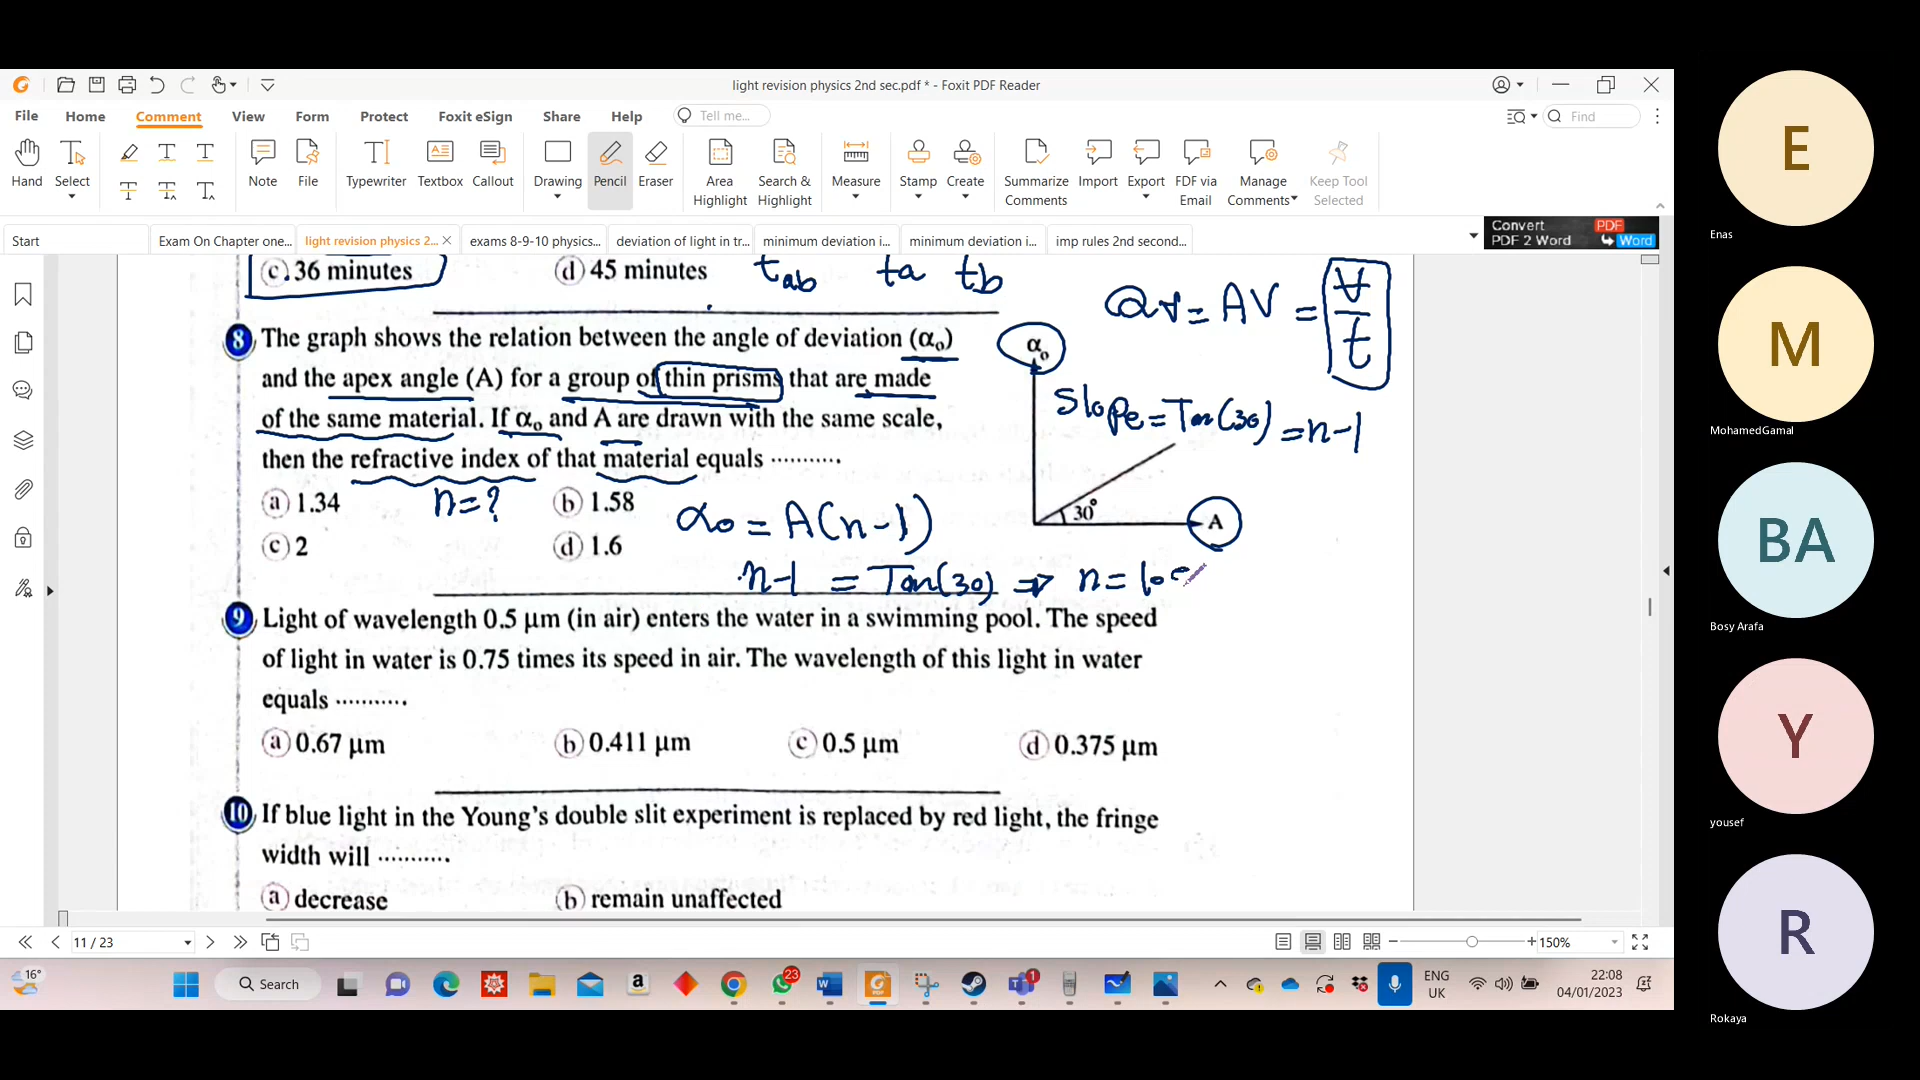 light revision physics 2nd sec.pdf * - Foxit PDF Reader
File Home Comment View Form Protect Foxit eSign Share Help Tell me... Find
Hand Select Note File Typewriter Textbox Callout Drawing Pencil Eraser Area Highlight Search & Highlight Measure Stamp Create Summarize Comments Import Export FDF via Email Manage Comments Keep Tool Selected
Start Exam On Chapter one... light revision physics 2... exams 8-9-10 physics... deviation of light in tr... minimum deviation i... minimum deviation i... imp rules 2nd second...
Convert PDF 2 Word PDF Word
c 36 minutes d 45 minutes tab ta tb
Qv = AV = V/t
8 The graph shows the relation between the angle of deviation (αo)
and the apex angle (A) for a group of thin prisms that are made
of the same material. If αo and A are drawn with the same scale,
then the refractive index of that material equals ...........
a 1.34 n=? b 1.58
c 2 d 1.6
αo
Slope = Tan(30) = n-1
30°
A
αo = A(n-1)
n-1 = Tan(30) ⇒ n=
9 Light of wavelength 0.5 μm (in air) enters the water in a swimming pool. The speed
of light in water is 0.75 times its speed in air. The wavelength of this light in water
equals ...........
a 0.67 μm b 0.411 μm c 0.5 μm d 0.375 μm
10 If blue light in the Young's double slit experiment is replaced by red light, the fringe
width will ...........
a decrease b remain unaffected
11 / 23 150%
16° Search 23 1 ENG UK 22:08 04/01/2023
E
Enas
M
MohamedGamal
BA
Bosy Arafa
Y
yousef
R
Rokaya